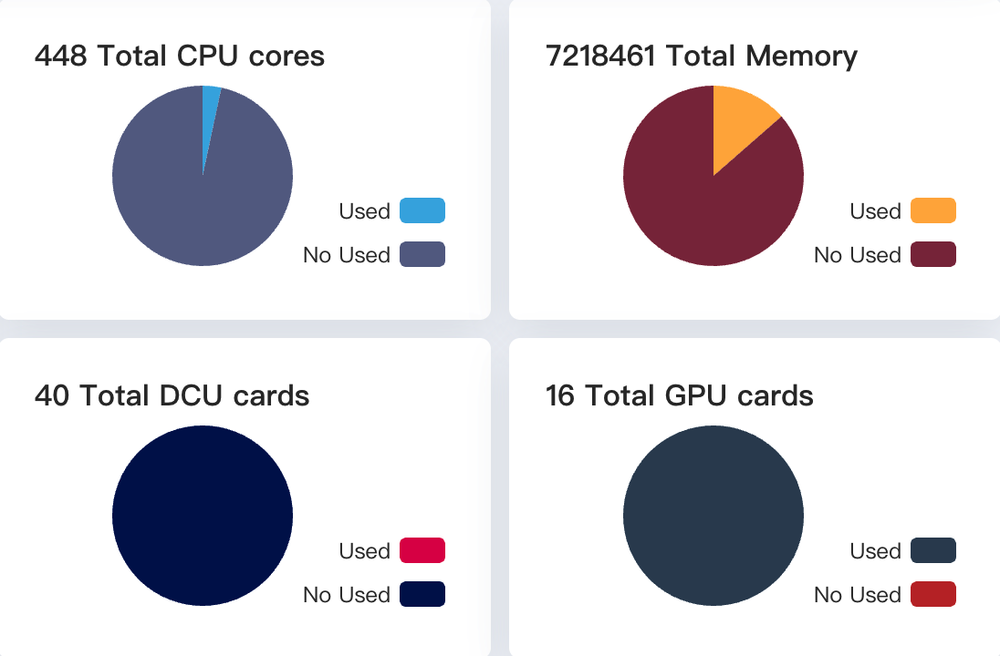 448 Total CPU cores
Used
No Used
7218461 Total Memory
Used
No Used
40 Total DCU cards
Used
No Used
16 Total GPU cards
Used
No Used